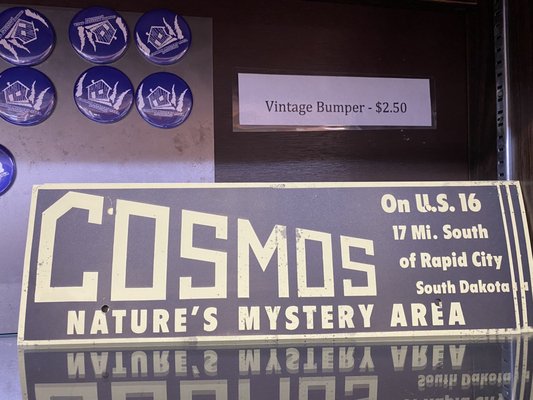 Vintage Bumper - $2.50
COSMOS
On U.S. 16
17 Mi. South
of Rapid City
South Dakota
NATURE'S MYSTERY AREA